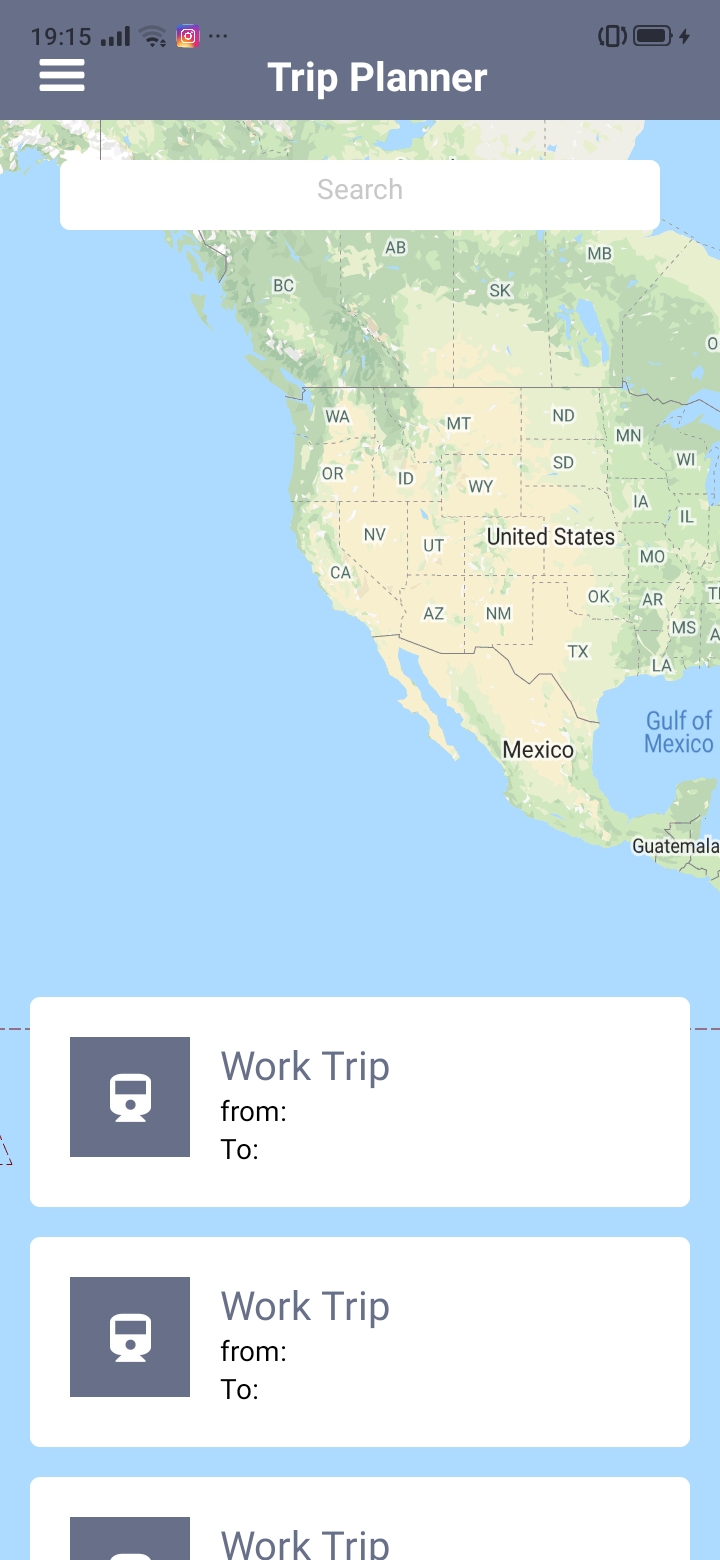 19:15
Trip Planner
Search
AB
MB
BC
SK
O
WA
MT
ND
MN
WI
OR
ID
SD
WY
IA
IL
NV
UT
United States
MO
CA
OK
AR
AZ
NM
MS
A
TX
LA
Gulf of
Mexico
Mexico
Guatemala
Work Trip
from:
To:
Work Trip
from:
To:
Work Trip